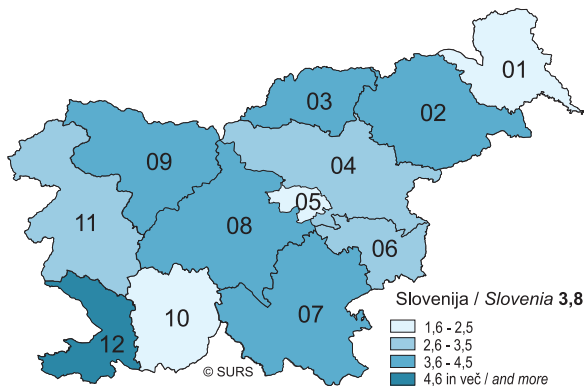 01
03
02
09
04
05
11
08
06
10
07
12
Slovenija / Slovenia 3,8
1,6 - 2,5
2,6 - 3,5
3,6 - 4,5
4,6 in več / and more
© SURS